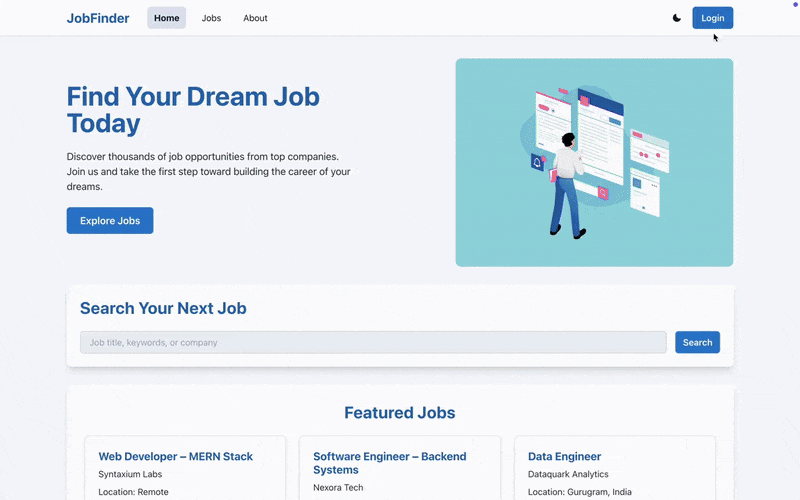 JobFinder
Home
Jobs
About
Login
Find Your Dream Job
Today
Discover thousands of job opportunities from top companies.
Join us and take the first step toward building the career of your
dreams.
Explore Jobs
Search Your Next Job
Job title, keywords, or company
Search
Featured Jobs
Web Developer – MERN Stack
Syntaxium Labs
Location: Remote
Software Engineer – Backend
Systems
Nexora Tech
Data Engineer
Dataquark Analytics
Location: Gurugram, India